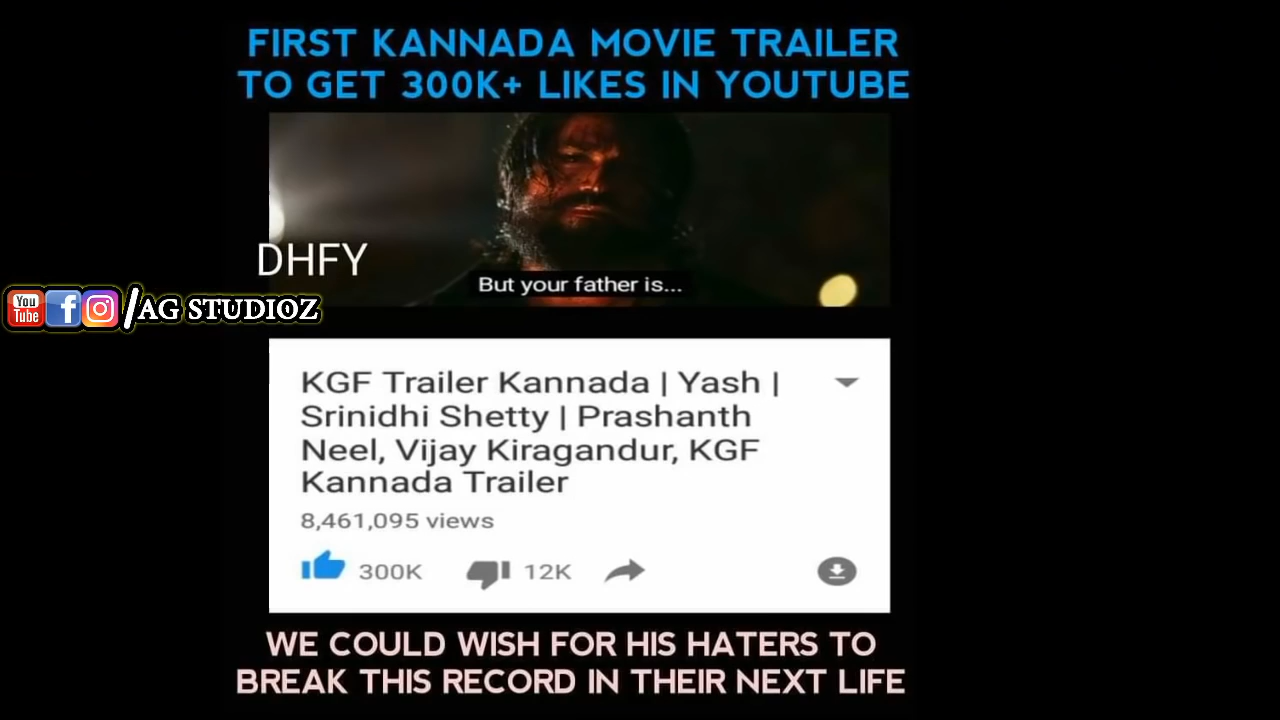 FIRST KANNADA MOVIE TRAILER
TO GET 300K+ LIKES IN YOUTUBE
DHFY
But your father is...
You
Tube
f
/AG STUDIOZ
KGF Trailer Kannada | Yash |
Srinidhi Shetty | Prashanth
Neel, Vijay Kiragandur, KGF
Kannada Trailer
8,461,095 views
300K 12K
WE COULD WISH FOR HIS HATERS TO
BREAK THIS RECORD IN THEIR NEXT LIFE